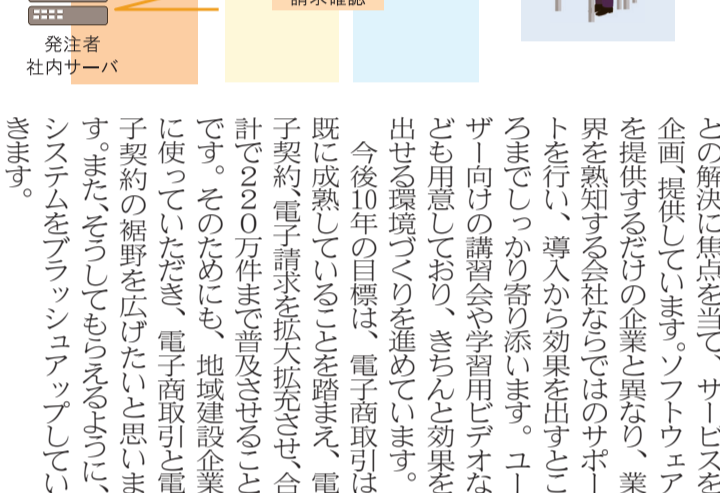 請求確認
発注者
社内サーバ
との解決に焦点を当て、サービスを
企画、提供しています。ソフトウェア
を提供するだけの企業と異なり、業
界を熟知する会社ならではのサポー
トを行い、導入から効果を出すとこ
ろまでしっかり寄り添います。ユー
ザー向けの講習会や学習用ビデオな
ども用意しており、きちんと効果を
出せる環境づくりを進めています。
今後10年の目標は、電子商取引は
既に成熟していることを踏まえ、電
子契約、電子請求を拡大拡充させ、合
計で220万件まで普及させること
です。そのためにも、地域建設企業
に使っていただき、電子商取引と電
子契約の裾野を広げたいと思いま
す。また、そうしてもらえるように、
システムをブラッシュアップしてい
きます。